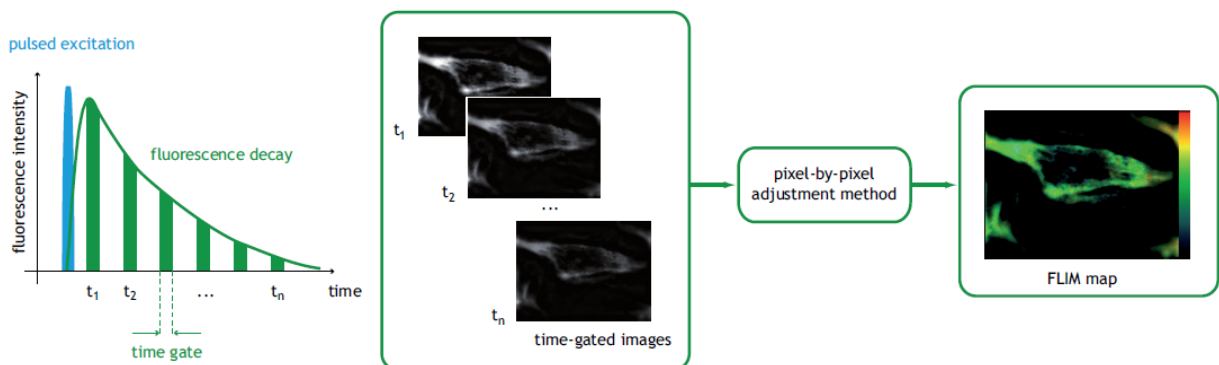 pulsed excitation
fluorescence intensity
fluorescence decay
t1
t2
...
tn
time
time gate
t1
t2
...
tn
time-gated images
pixel-by-pixel
adjustment method
FLIM map